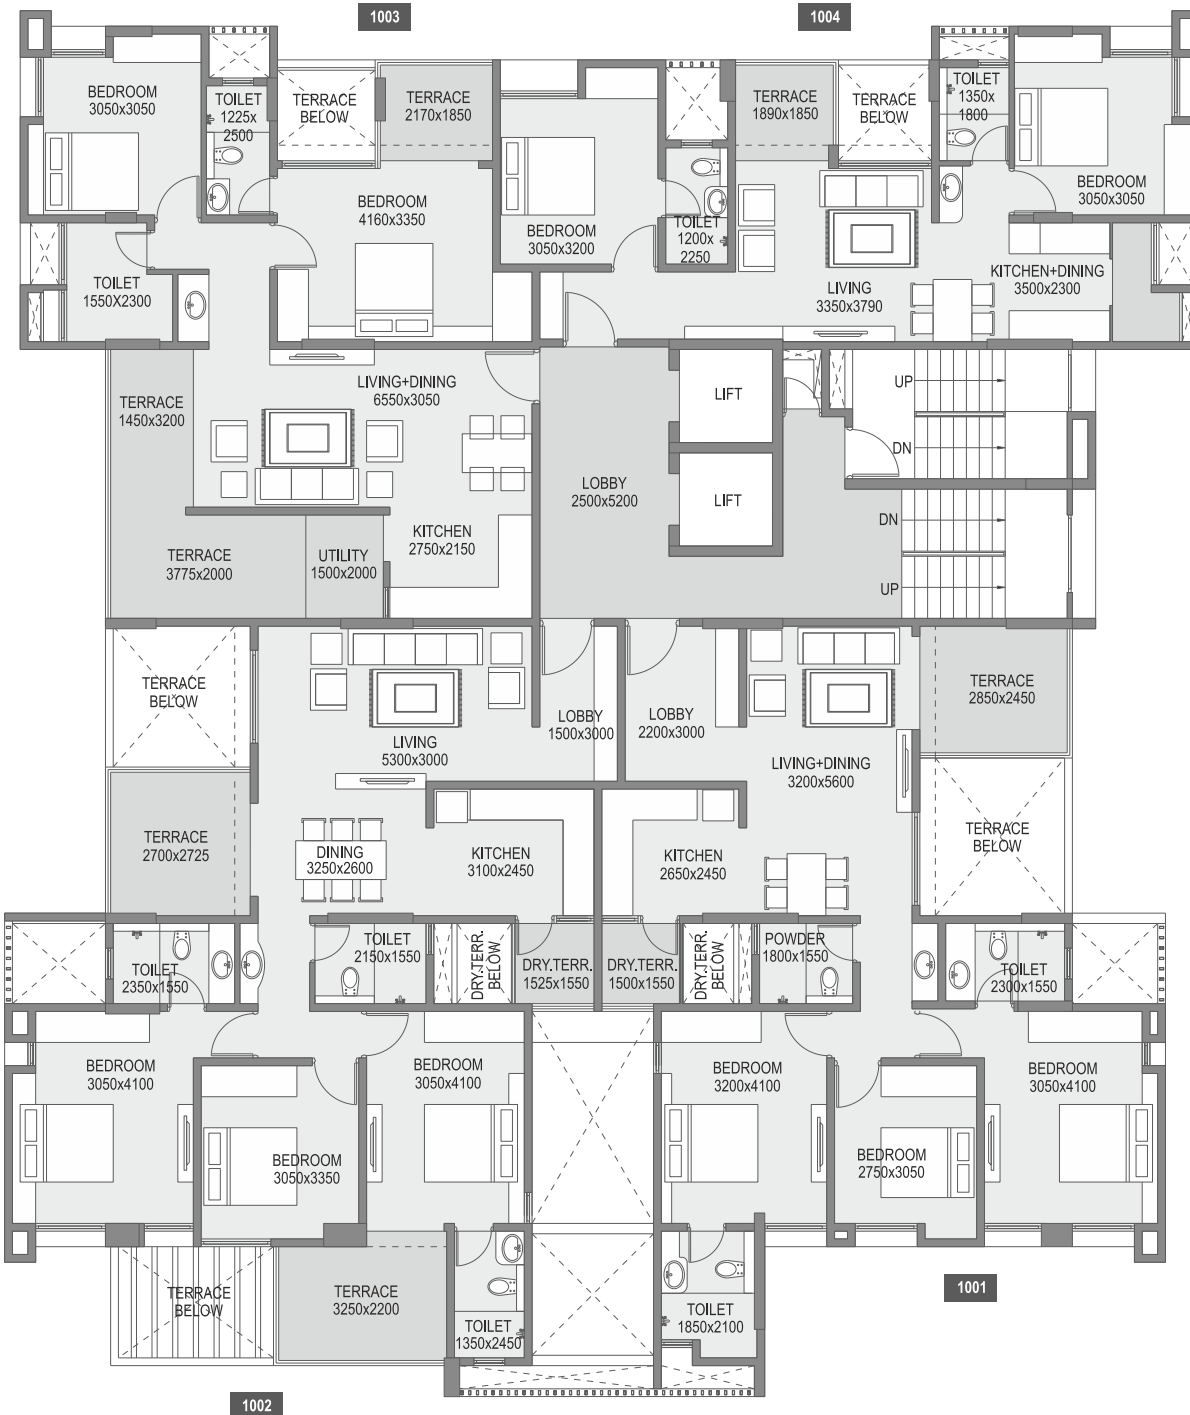 1003
1004
BEDROOM
3050x3050
TOILET
1225x
2500
TERRACE
BELOW
TERRACE
2170x1850
TERRACE
1890x1850
TERRACE
BELOW
TOILET
1350x
1800
BEDROOM
3050x3050
BEDROOM
4160x3350
BEDROOM
3050x3200
TOILET
1200x
2250
TOILET
1550X2300
LIVING
3350x3790
KITCHEN+DINING
3500x2300
LIVING+DINING
6550x3050
TERRACE
1450x3200
LIFT
UP
DN
LOBBY
2500x5200
LIFT
DN
UP
KITCHEN
2750x2150
TERRACE
3775x2000
UTILITY
1500x2000
TERRACE
BELOW
TERRACE
2850x2450
LOBBY
1500x3000
LOBBY
2200x3000
LIVING
5300x3000
LIVING+DINING
3200x5600
TERRACE
2700x2725
DINING
3250x2600
KITCHEN
3100x2450
KITCHEN
2650x2450
TERRACE
BELOW
TOILET
2350x1550
TOILET
2150x1550
DRY.TERR.
BELOW
DRY.TERR.
1525x1550
DRY.TERR.
1500x1550
DRY.TERR.
BELOW
POWDER
1800x1550
TOILET
2300x1550
BEDROOM
3050x4100
BEDROOM
3050x4100
BEDROOM
3200x4100
BEDROOM
3050x4100
BEDROOM
3050x3350
BEDROOM
2750x3050
TERRACE
BELOW
TERRACE
3250x2200
TOILET
1350x2450
TOILET
1850x2100
1001
1002